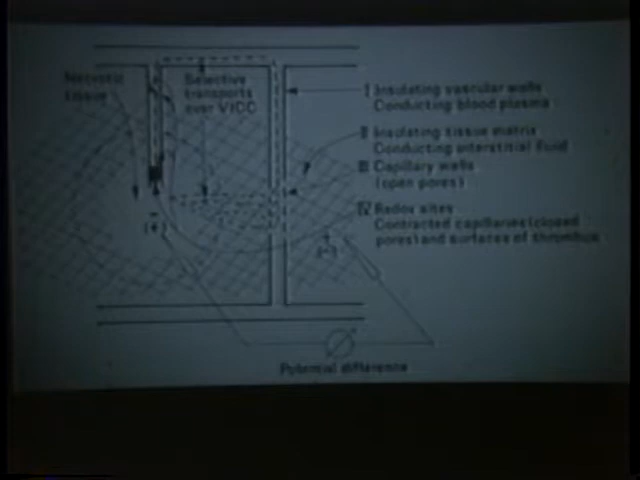 Necrotic
tissue
Selective
transports
over VICC
I Insulating vascular walls
Conducting blood plasma
II Insulating tissue matrix
Conducting interstitial fluid
III Capillary walls
(open pores)
IV Redox sites
Contracted capillaries (closed
pores) and surfaces of thrombus
-
(+)
+
(-)
Potential difference